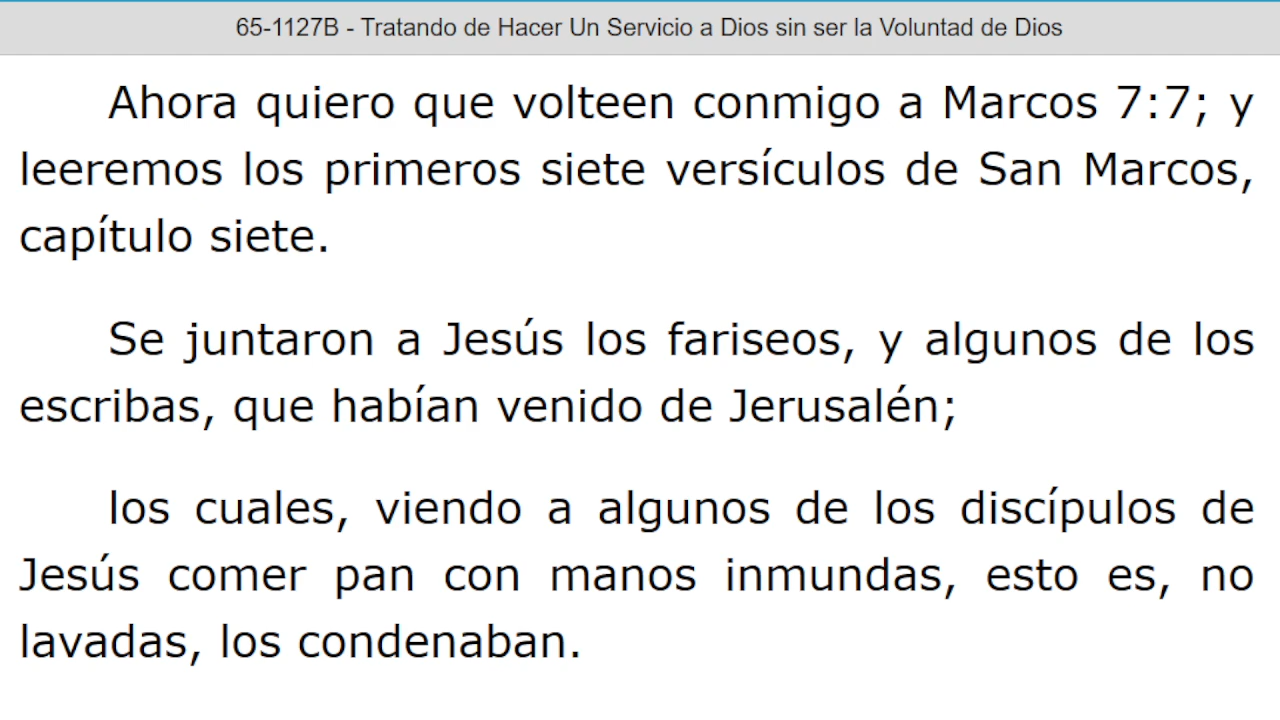 65-1127B - Tratando de Hacer Un Servicio a Dios sin ser la Voluntad de Dios
Ahora quiero que volteen conmigo a Marcos 7:7; y
leeremos los primeros siete versículos de San Marcos,
capítulo siete.
Se juntaron a Jesús los fariseos, y algunos de los
escribas, que habían venido de Jerusalén;
los cuales, viendo a algunos de los discípulos de
Jesús comer pan con manos inmundas, esto es, no
lavadas, los condenaban.